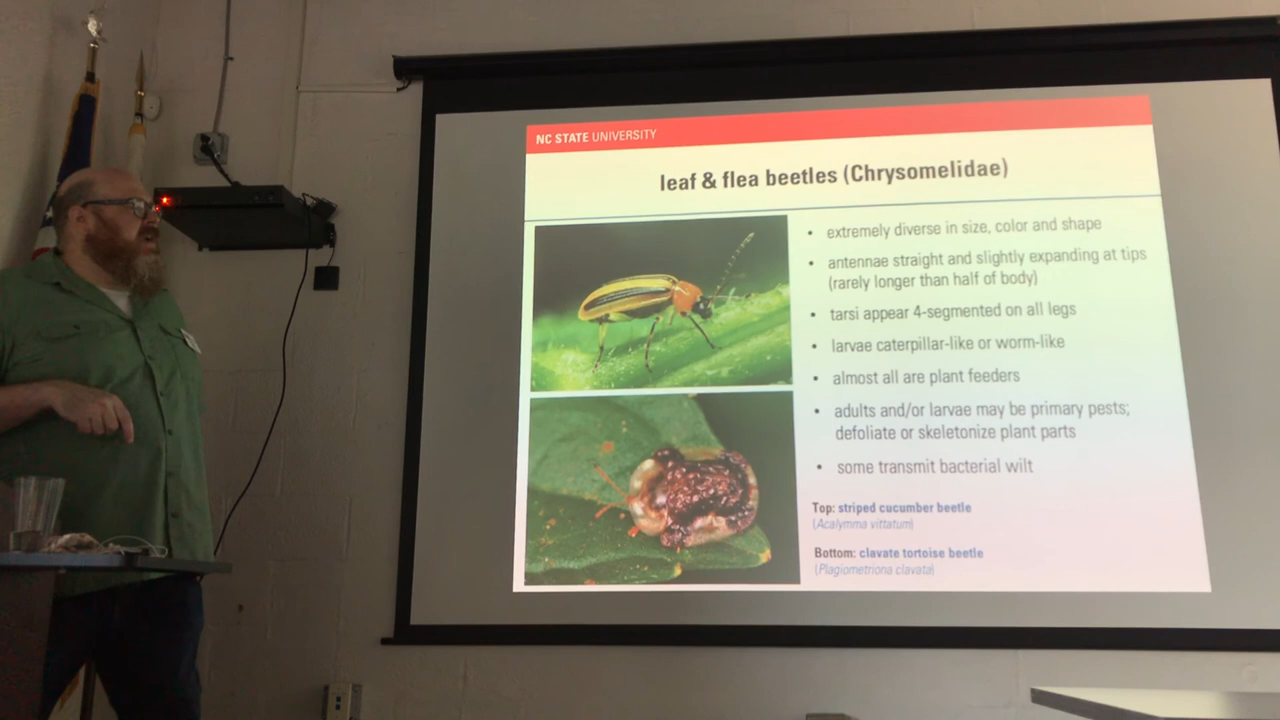 NC STATE UNIVERSITY
leaf & flea beetles (Chrysomelidae)
• extremely diverse in size, color and shape
• antennae straight and slightly expanding at tips
(rarely longer than half of body)
• tarsi appear 4-segmented on all legs
• larvae caterpillar-like or worm-like
• almost all are plant feeders
• adults and/or larvae may be primary pests;
defoliate or skeletonize plant parts
• some transmit bacterial wilt
Top: striped cucumber beetle
(Acalymma vittatum)
Bottom: clavate tortoise beetle
(Plagiometriona clavata)